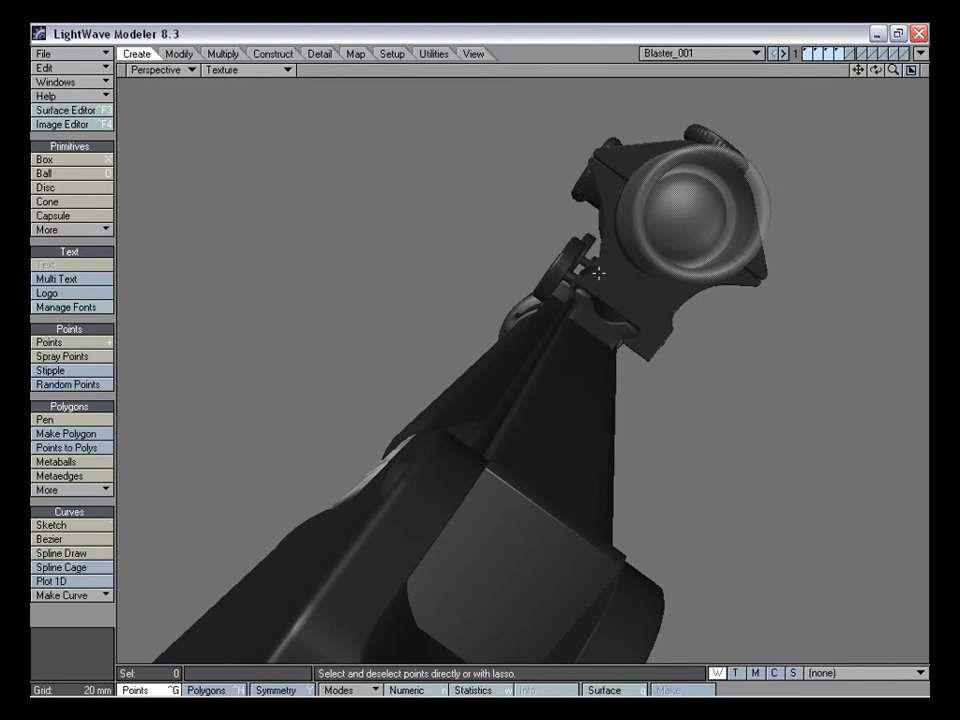 LightWave Modeler 8.3
File Create Modify Multiply Construct Detail Map Setup Utilities View Blaster_001 1
Edit Perspective Texture
Windows
Help
Surface Editor ^F3
Image Editor ^F4
Primitives
Box X
Ball O
Disc
Cone
Capsule
More
Text
Text
Multi Text
Logo
Manage Fonts
Points
Points +
Spray Points
Stipple
Random Points
Polygons
Pen
Make Polygon
Points to Polys
Metaballs
Metaedges
More
Curves
Sketch
Bezier
Spline Draw
Spline Cage
Plot 1D
Make Curve
Sel: 0 Select and deselect points directly or with lasso. W T M C S (none)
Grid: 20 mm Points ^G Polygons ^H Symmetry Y Modes Numeric n Statistics w Info Surface q Make